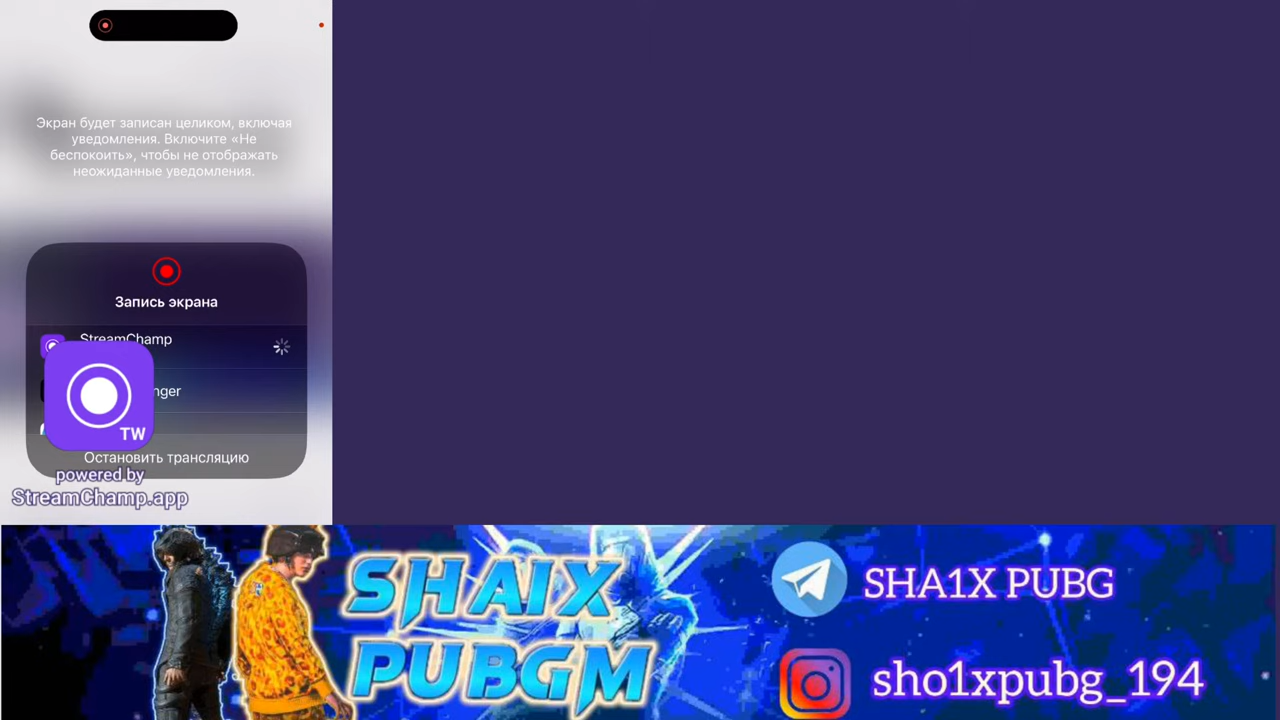 Экран будет записан целиком, включая
уведомления. Включите «Не
беспокоить», чтобы не отображать
неожиданные уведомления.
Запись экрана
StreamChamp
nger
TW
Остановить трансляцию
powered by
StreamChamp.app
SHAIX
PUBGM
SHA1X PUBG
sho1xpubg_194